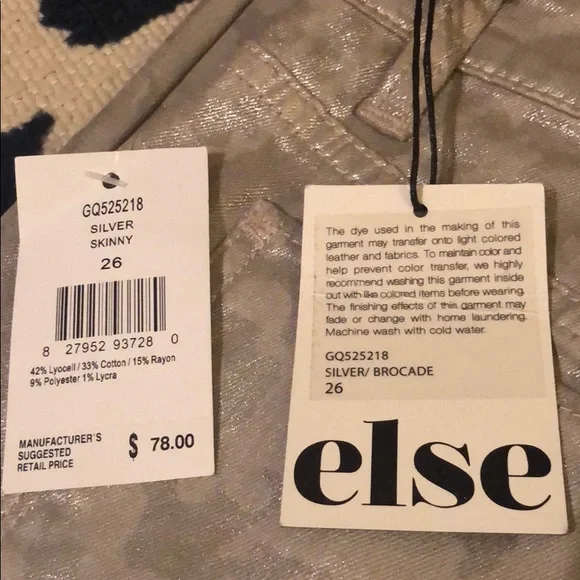 GQ525218
SILVER
SKINNY
26
8 27952 93728 0
42% Lyocell / 33% Cotton / 15% Rayon
9% Polyester 1% Lycra
MANUFACTURER'S
SUGGESTED
RETAIL PRICE
$ 78.00
The dye used in the making of this
garment may transfer onto light colored
leather and fabrics. To maintain color and
help prevent color transfer, we highly
recommend washing this garment inside
out with like colored items before wearing.
The finishing effects of this garment may
fade or change with home laundering.
Machine wash with cold water.
GQ525218
SILVER/ BROCADE
26
else